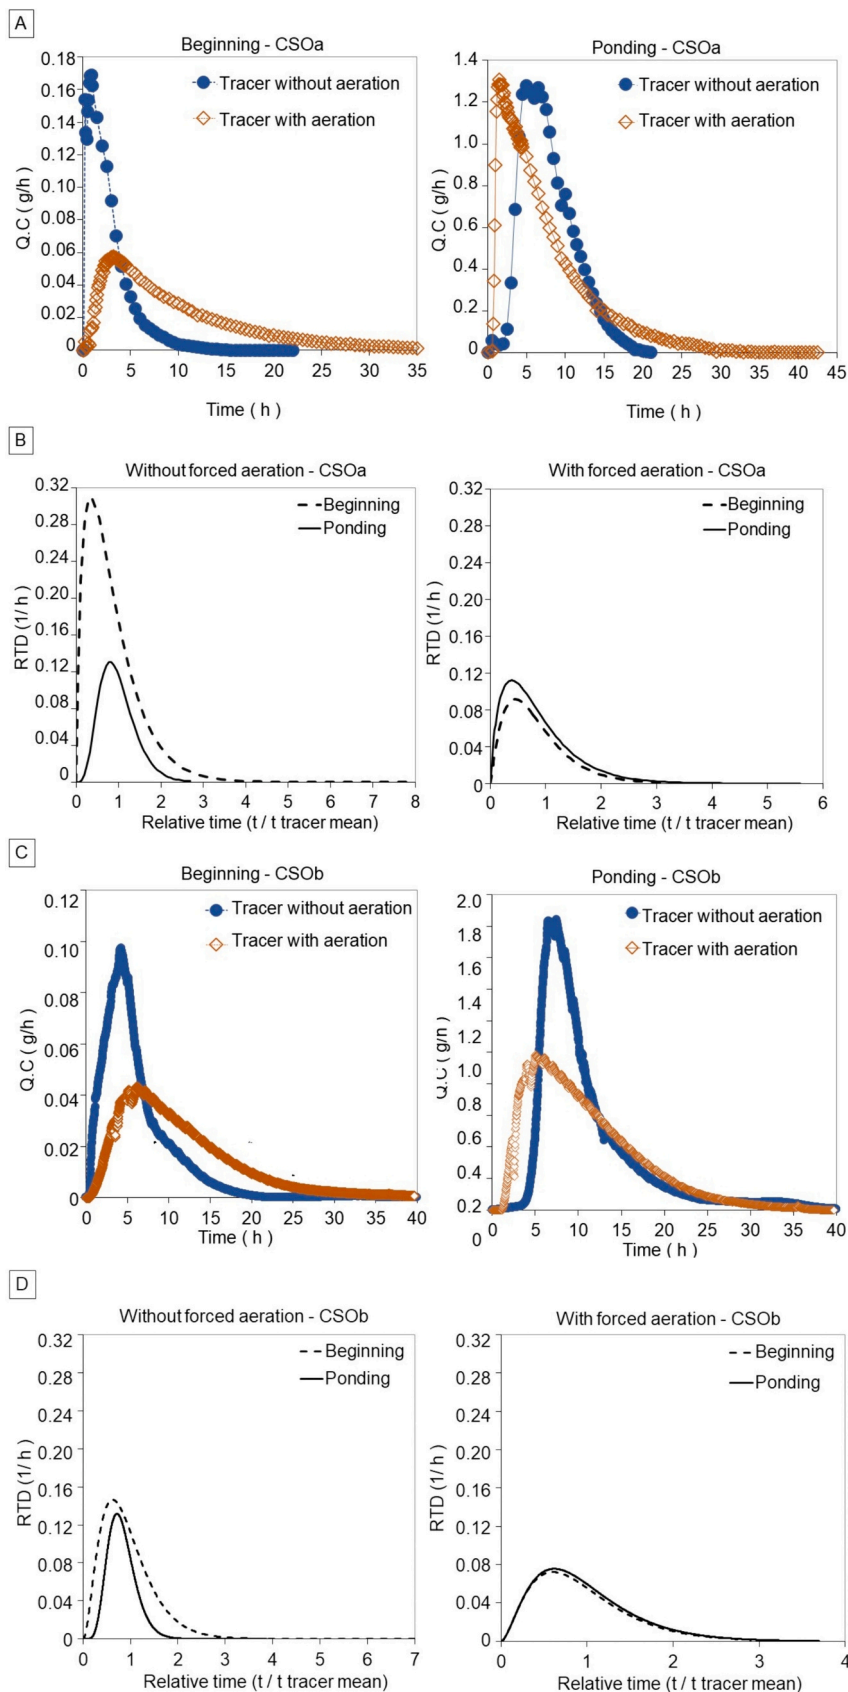 A
Beginning - CSOa
0.18
0.16
0.14
0.12
0.10
0.08
0.06
0.04
0.02
0
Q.C ( g/h )
Tracer without aeration
Tracer with aeration
0 5 10 15 20 25 30 35
Time ( h )
Ponding - CSOa
1.4
1.2
1.0
1.4
0.6
0.4
0.2
0
Q.C ( g/h )
Tracer without aeration
Tracer with aeration
0 5 10 15 20 25 30 35 40 45
Time ( h )
B
Without forced aeration - CSOa
0.32
0.28
0.24
0.20
0.16
0.12
0.08
0.04
0
RTD (1/ h )
Beginning
Ponding
0 1 2 3 4 5 6 7 8
Relative time (t / t tracer mean)
With forced aeration - CSOa
0.32
0.28
0.24
0.20
0.16
0.12
0.08
0.04
0
RTD (1/ h )
Beginning
Ponding
0 1 2 3 4 5 6
Relative time (t / t tracer mean)
C
Beginning - CSOb
0.12
0.10
0.08
0.06
0.04
0.02
0
Q.C ( g/h )
Tracer without aeration
Tracer with aeration
0 5 10 15 20 25 30 35 40
Time ( h )
Ponding - CSOb
2.0
1.8
1.6
1.4
1.2
1.0
0.8
0.6
0.4
0.2
Q.C ( g/h )
Tracer without aeration
Tracer with aeration
0 5 10 15 20 25 30 35 40
Time ( h )
D
Without forced aeration - CSOb
0.32
0.28
0.24
0.20
0.16
0.12
0.08
0.04
0
RTD (1/ h )
Beginning
Ponding
0 1 2 3 4 5 6 7
Relative time (t / t tracer mean)
With forced aeration - CSOb
0.32
0.28
0.24
0.20
0.16
0.12
0.08
0.04
0
RTD (1/ h )
Beginning
Ponding
0 1 2 3 4
Relative time (t / t tracer mean)